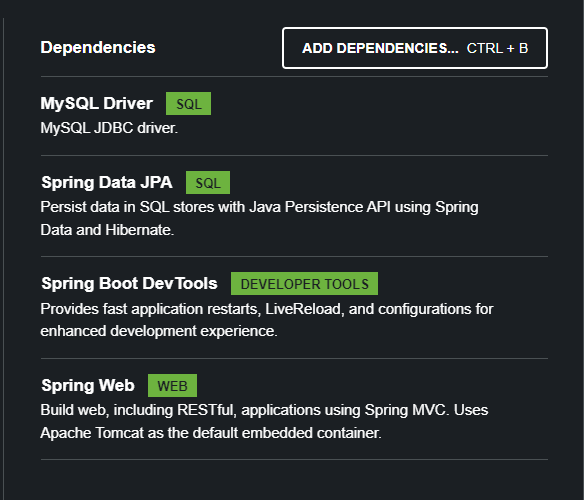 Dependencies
ADD DEPENDENCIES... CTRL + B
MySQL Driver SQL
MySQL JDBC driver.
Spring Data JPA SQL
Persist data in SQL stores with Java Persistence API using Spring
Data and Hibernate.
Spring Boot DevTools DEVELOPER TOOLS
Provides fast application restarts, LiveReload, and configurations for
enhanced development experience.
Spring Web WEB
Build web, including RESTful, applications using Spring MVC. Uses
Apache Tomcat as the default embedded container.